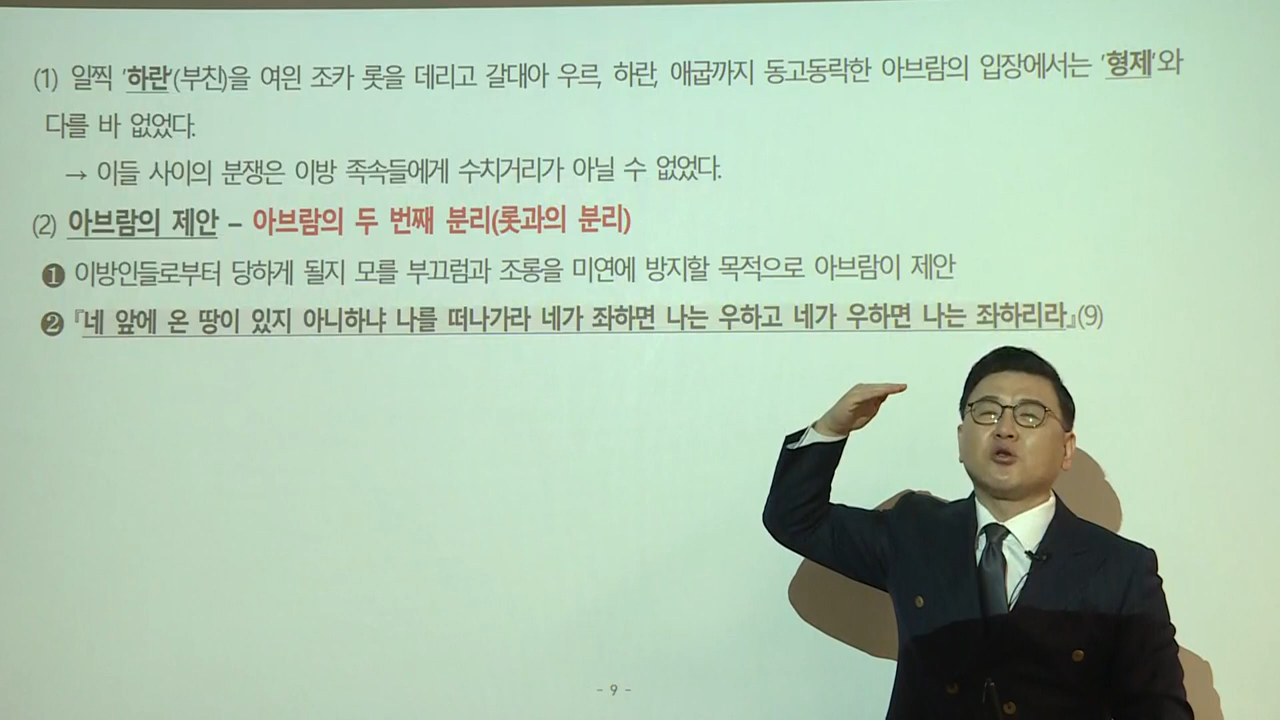 (1) 일찍 '하란'(부친)을 여읜 조카 롯을 데리고 갈대아 우르, 하란, 애굽까지 동고동락한 아브람의 입장에서는 '형제'와
다를 바 없었다.
→ 이들 사이의 분쟁은 이방 족속들에게 수치거리가 아닐 수 없었다.
(2) 아브람의 제안 – 아브람의 두 번째 분리(롯과의 분리)
❶ 이방인들로부터 당하게 될지 모를 부끄럼과 조롱을 미연에 방지할 목적으로 아브람이 제안
❷ 『네 앞에 온 땅이 있지 아니하냐 나를 떠나가라 네가 좌하면 나는 우하고 네가 우하면 나는 좌하리라』(9)
- 9 -